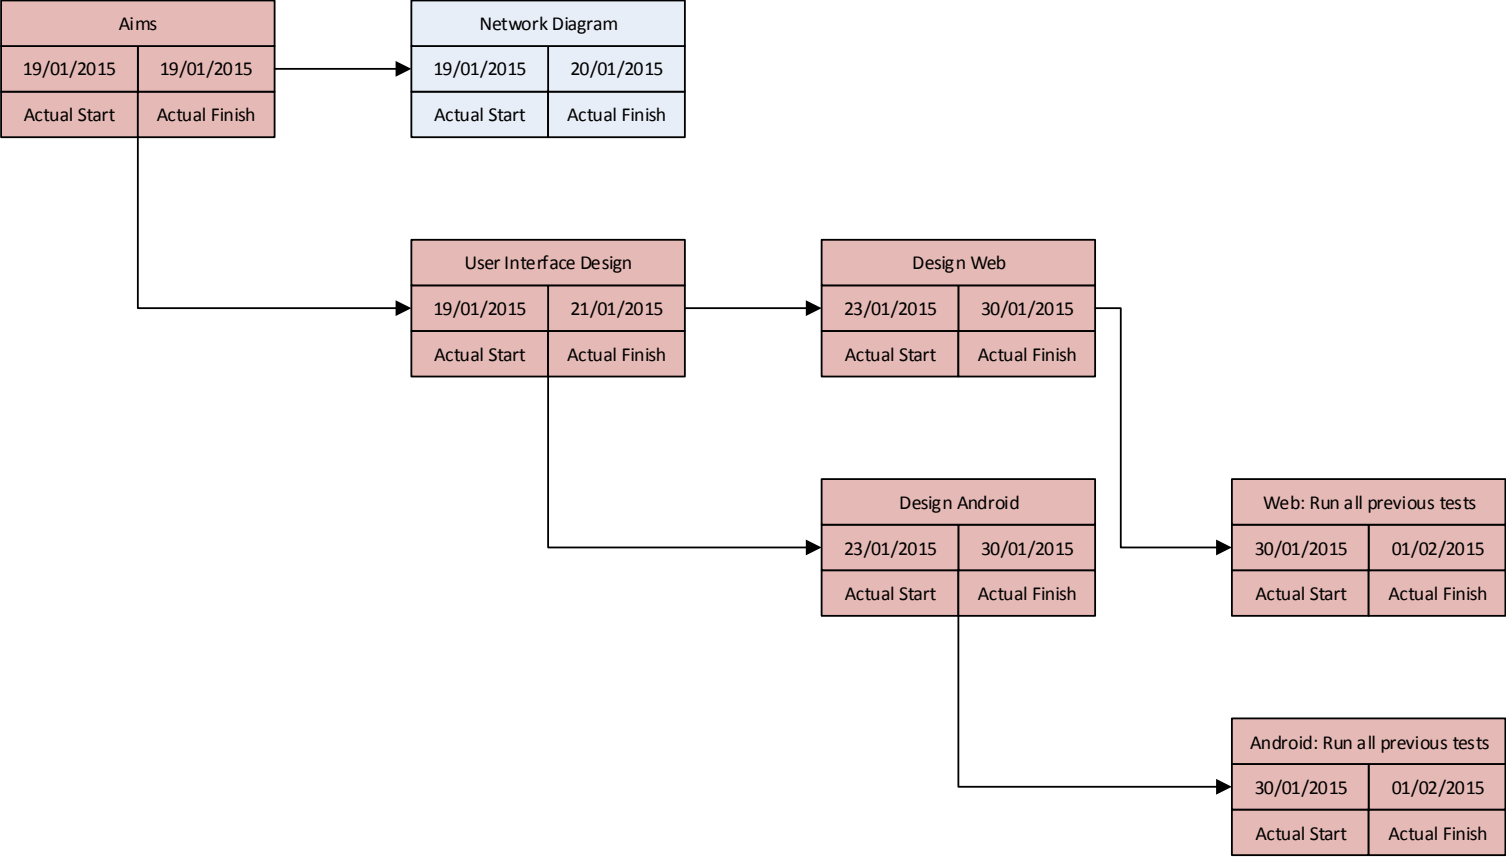 Aims
19/01/2015 19/01/2015
Actual Start Actual Finish
Network Diagram
19/01/2015 20/01/2015
Actual Start Actual Finish
User Interface Design
19/01/2015 21/01/2015
Actual Start Actual Finish
Design Web
23/01/2015 30/01/2015
Actual Start Actual Finish
Design Android
23/01/2015 30/01/2015
Actual Start Actual Finish
Web: Run all previous tests
30/01/2015 01/02/2015
Actual Start Actual Finish
Android: Run all previous tests
30/01/2015 01/02/2015
Actual Start Actual Finish